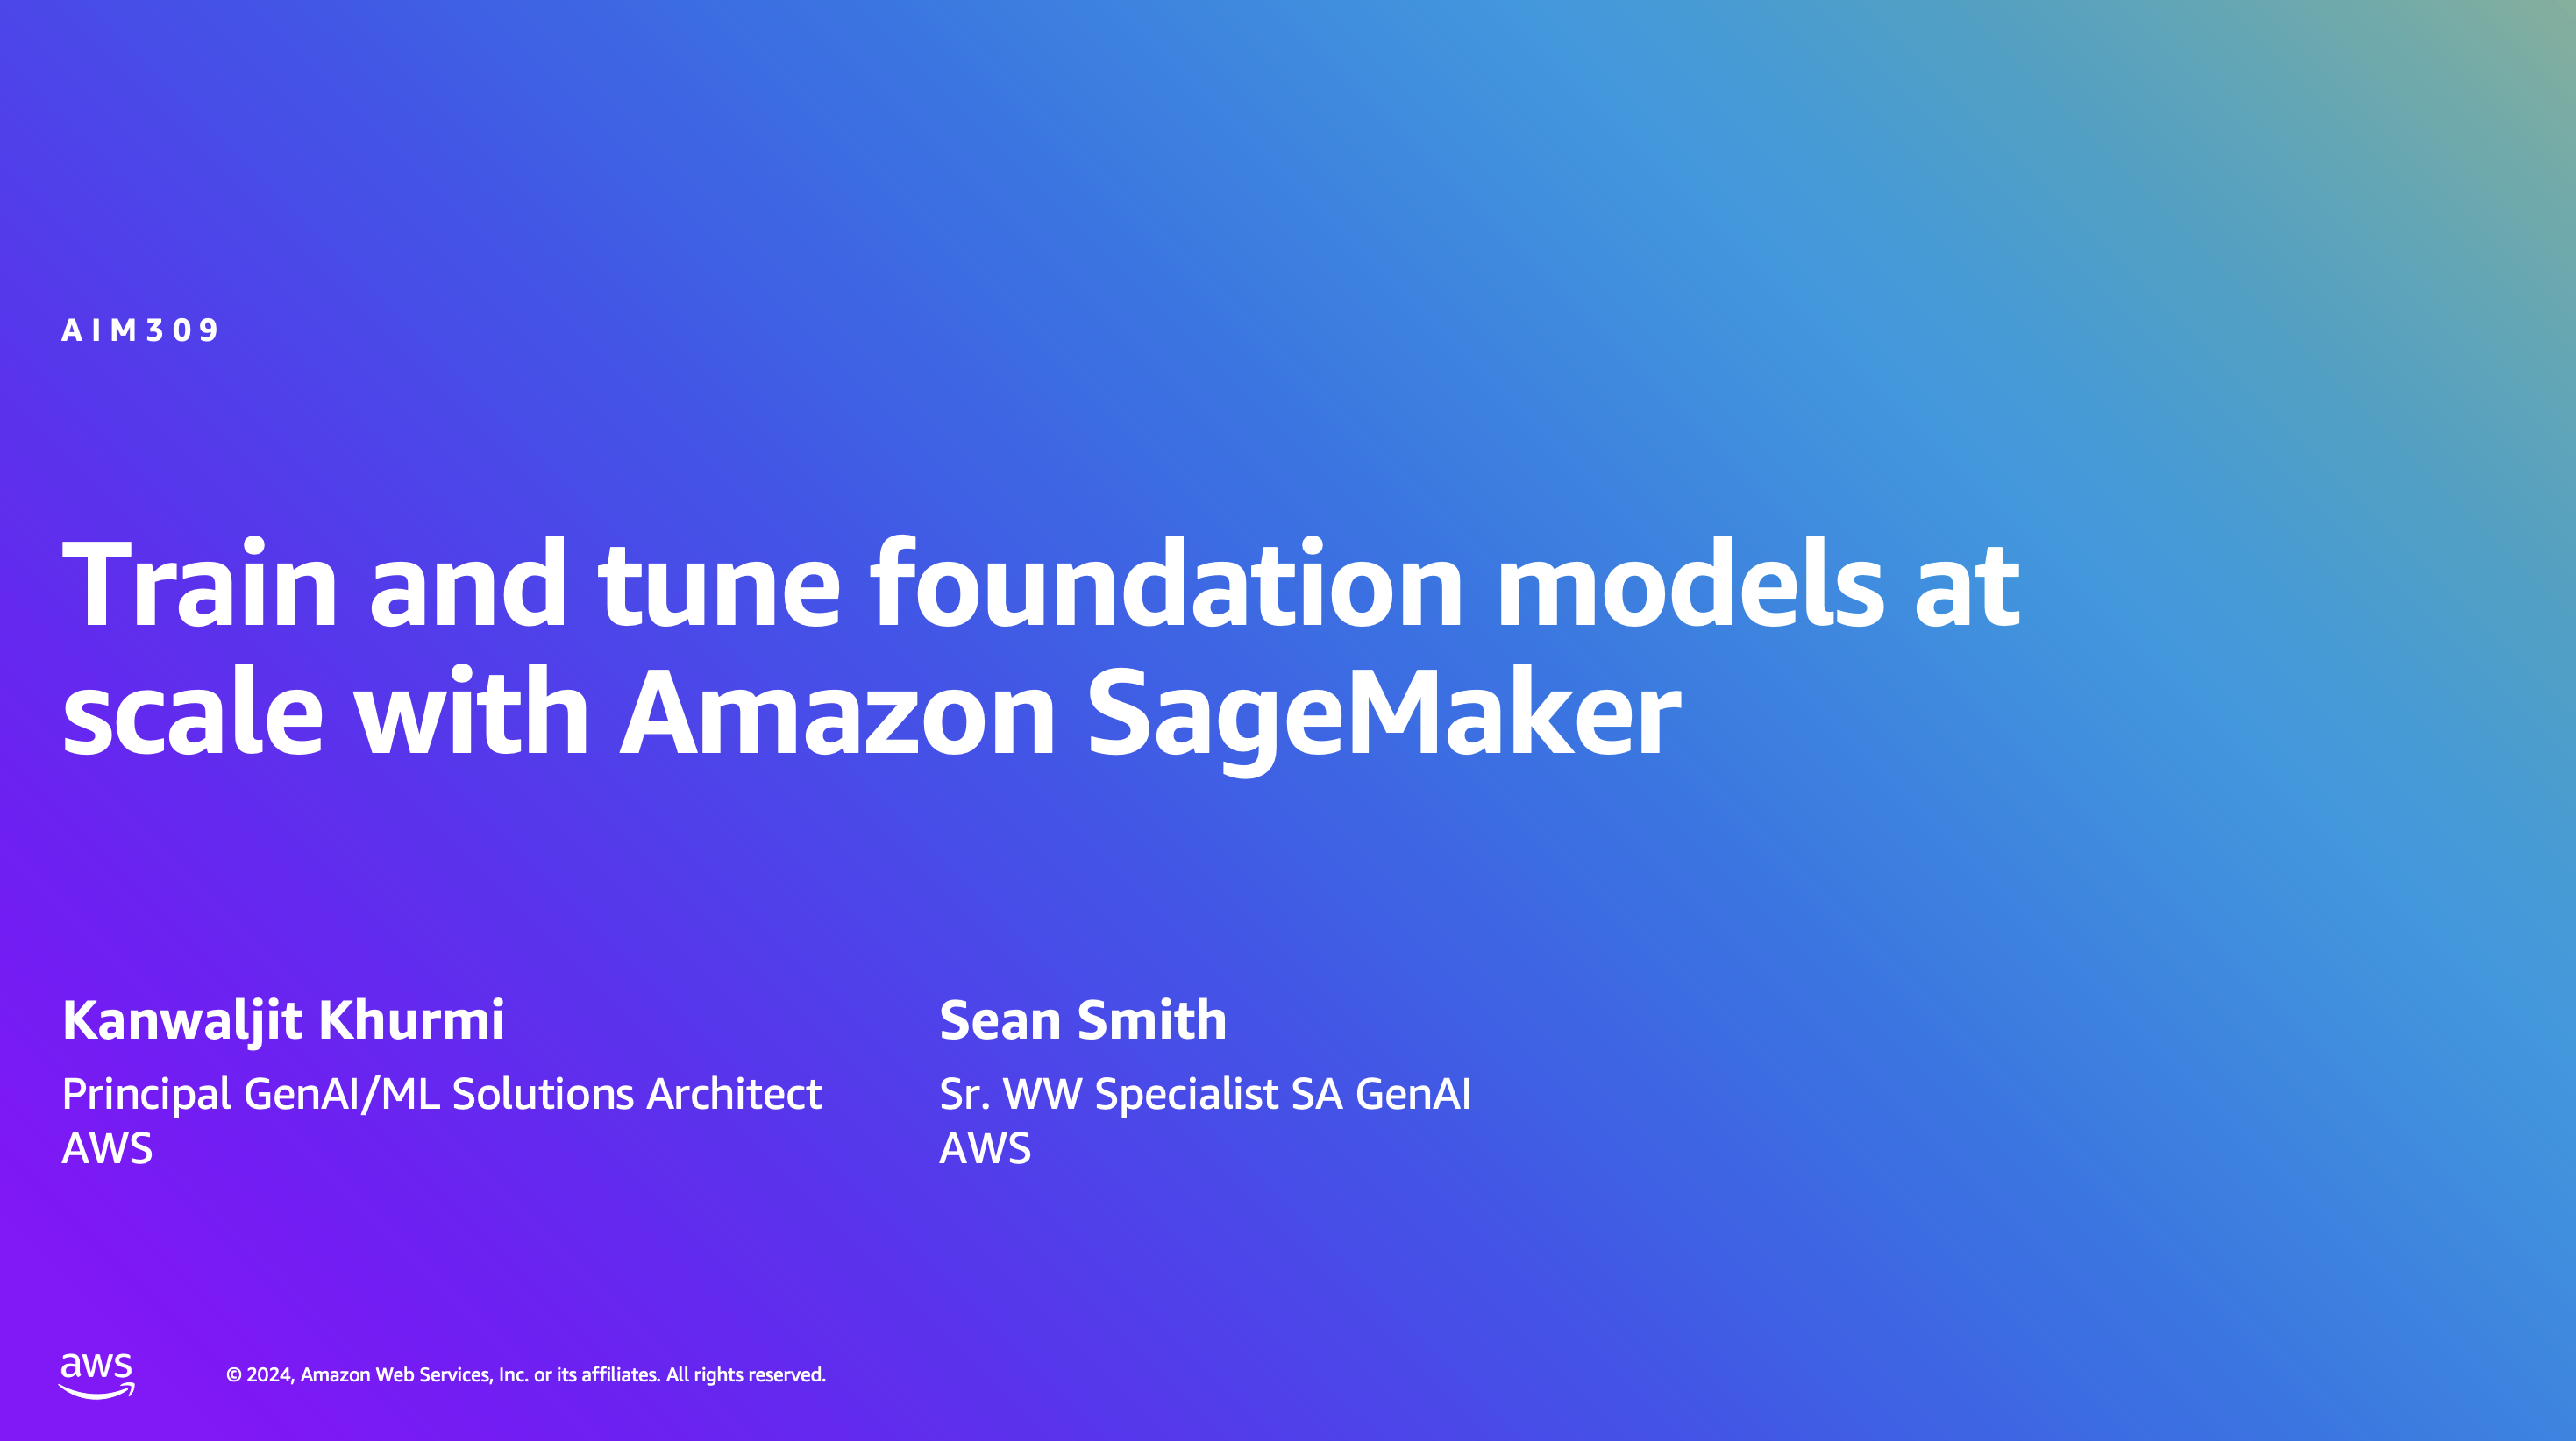 AIM309
Train and tune foundation models at
scale with Amazon SageMaker
Kanwaljit Khurmi
Principal GenAI/ML Solutions Architect
AWS
Sean Smith
Sr. WW Specialist SA GenAI
AWS
aws
© 2024, Amazon Web Services, Inc. or its affiliates. All rights reserved.